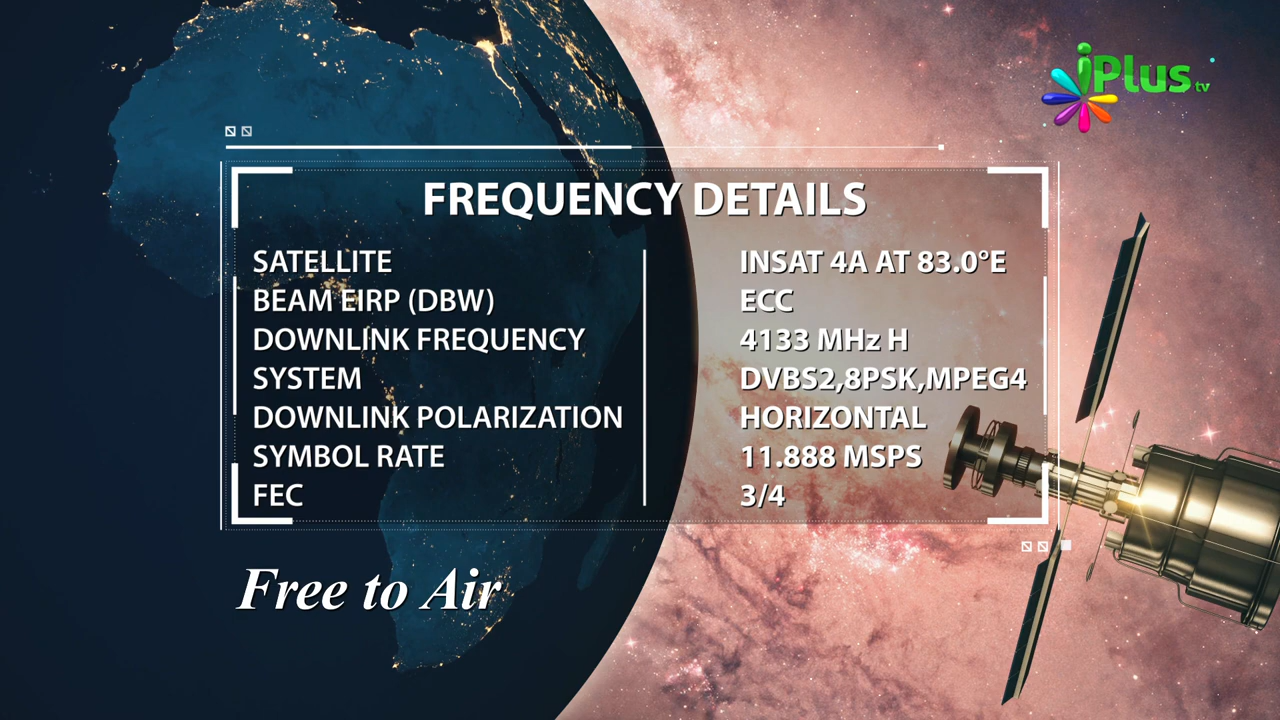 iPlus tv
FREQUENCY DETAILS
SATELLITE INSAT 4A AT 83.0°E
BEAM EIRP (DBW) ECC
DOWNLINK FREQUENCY 4133 MHz H
SYSTEM DVBS2,8PSK,MPEG4
DOWNLINK POLARIZATION HORIZONTAL
SYMBOL RATE 11.888 MSPS
FEC 3/4
Free to Air